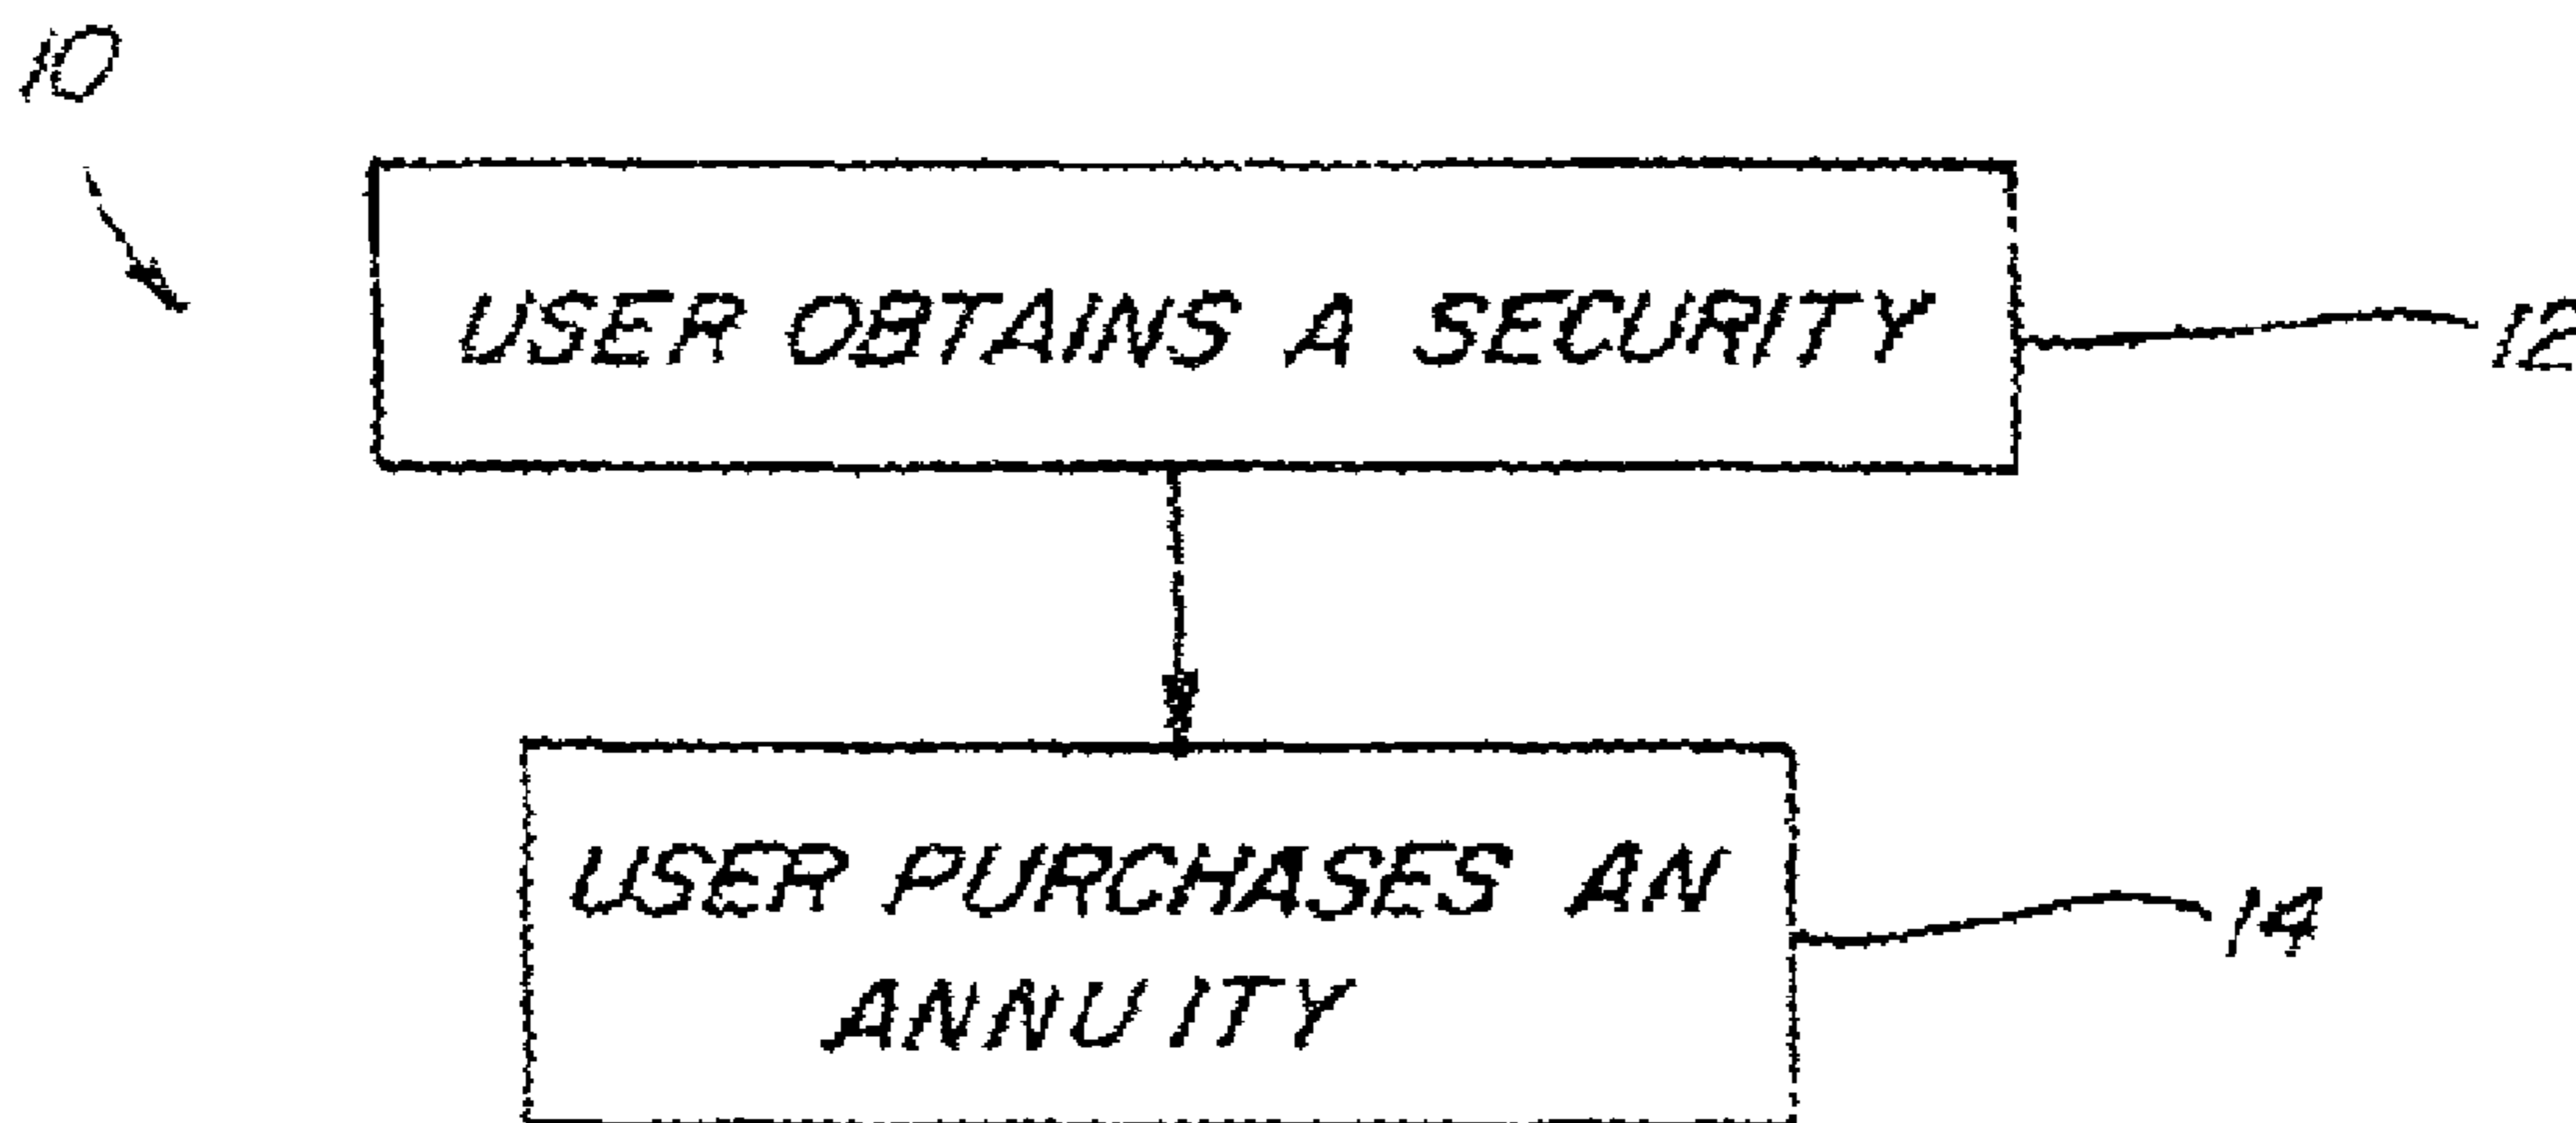 10
USER OBTAINS A SECURITY
12
USER PURCHASES AN
ANNUITY
14